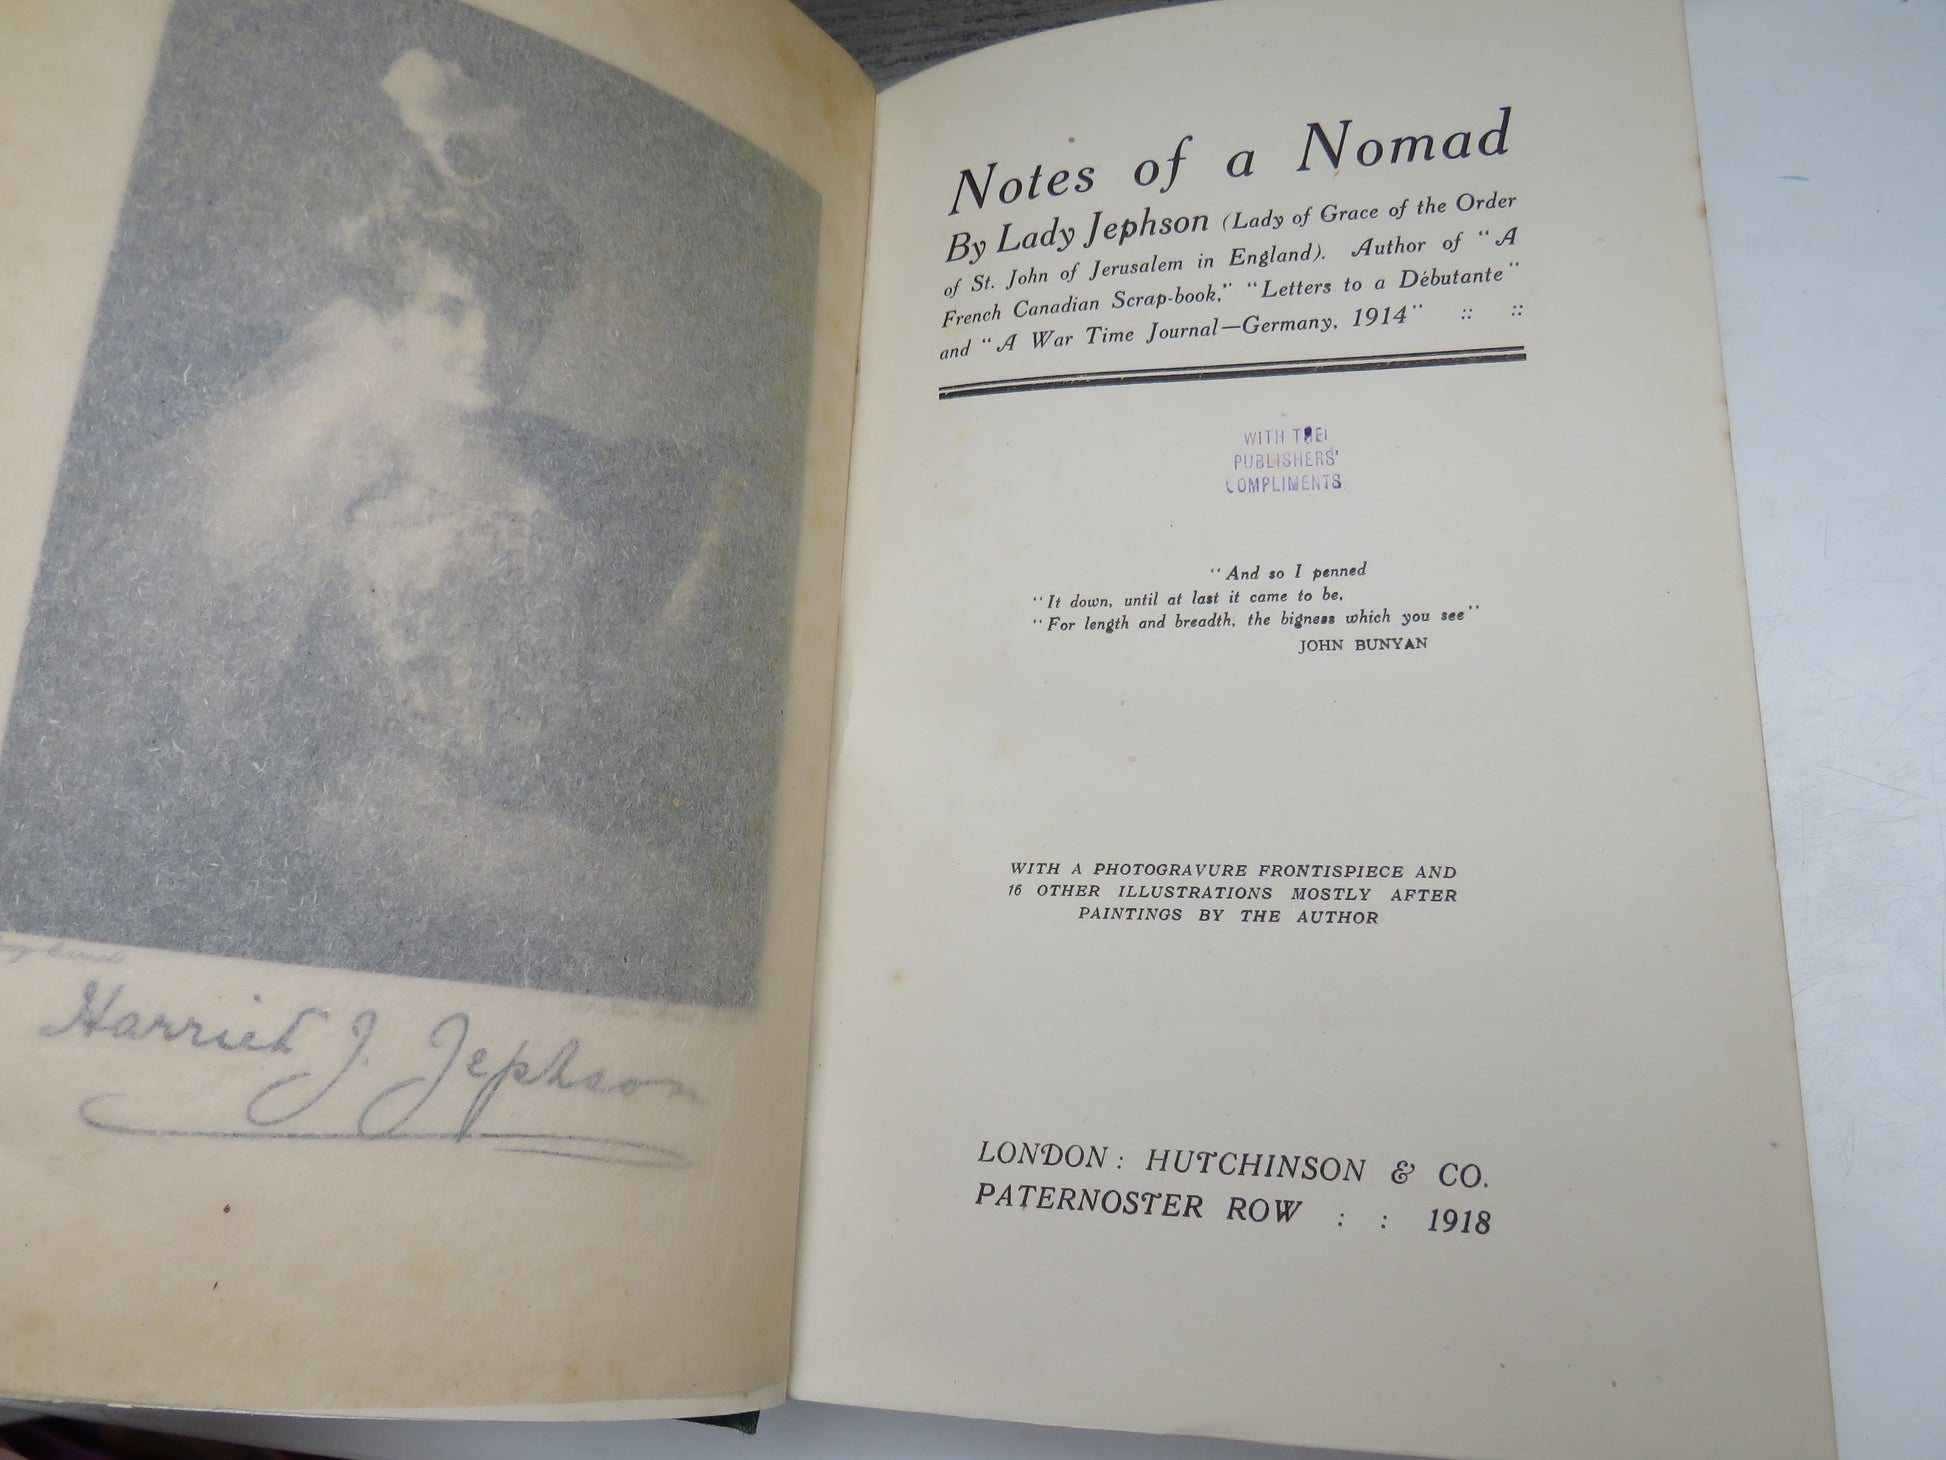 Harriet J. Jephson
Notes of a Nomad
By Lady Jephson (Lady of Grace of the Order
of St. John of Jerusalem in England). Author of "A
French Canadian Scrap-book," "Letters to a Débutante"
and "A War Time Journal—Germany, 1914" :: ::
WITH THE
PUBLISHERS'
COMPLIMENTS.
"And so I penned
"It down, until at last it came to be,
"For length and breadth, the bigness which you see"
JOHN BUNYAN
WITH A PHOTOGRAVURE FRONTISPIECE AND
16 OTHER ILLUSTRATIONS MOSTLY AFTER
PAINTINGS BY THE AUTHOR
LONDON: HUTCHINSON & CO.
PATERNOSTER ROW : : 1918